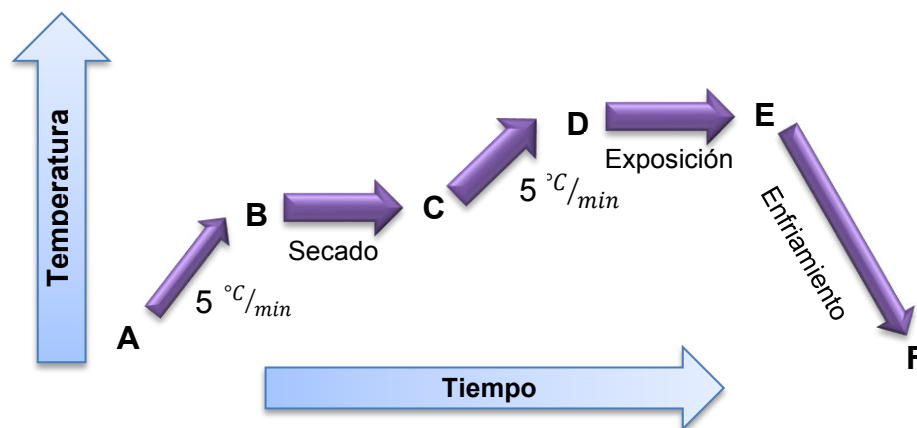 Temperatura
A
5 °C/min
B
Secado
C
5 °C/min
D
Exposición
E
Enfriamiento
F
Tiempo